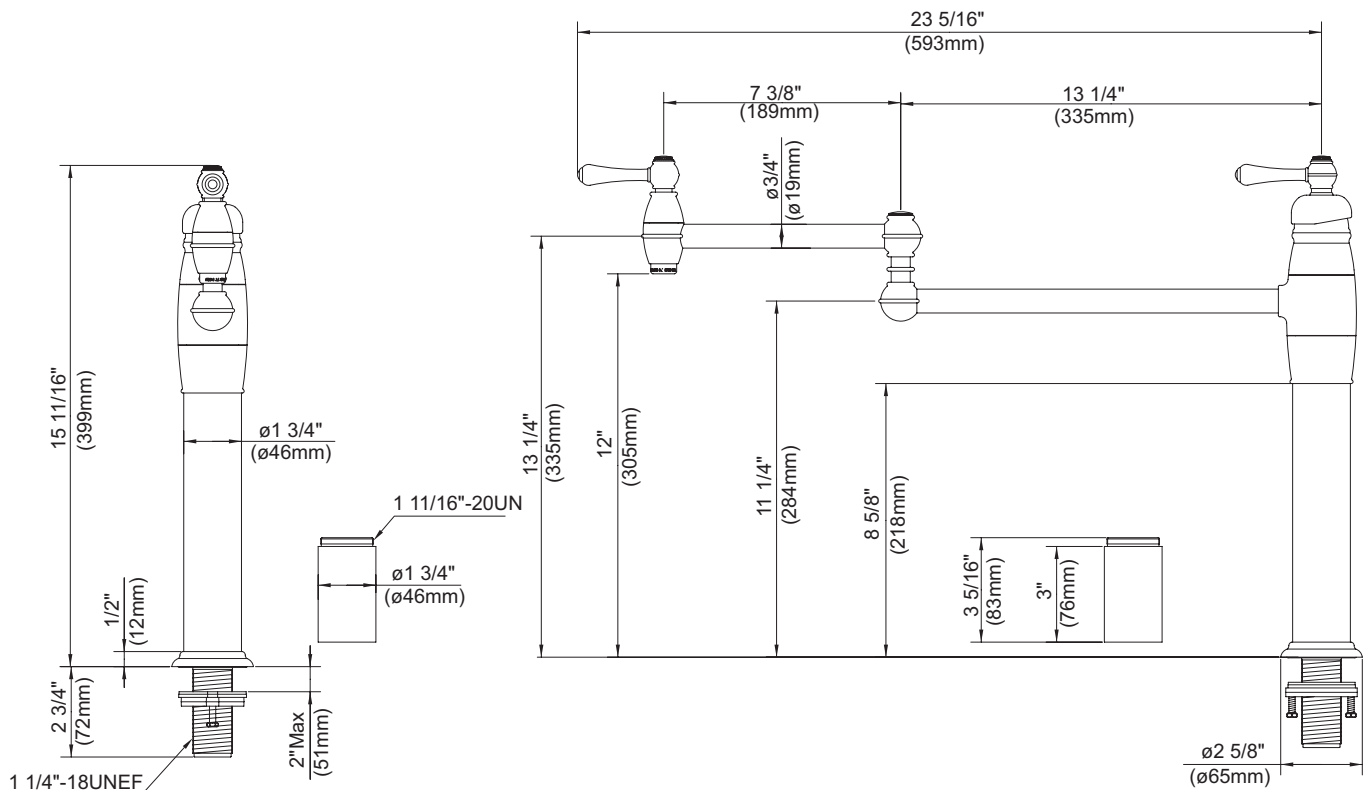 23 5/16"
(593mm)
7 3/8"
(189mm)
13 1/4"
(335mm)
ø3/4"
(ø19mm)
15 11/16"
(399mm)
ø1 3/4"
(ø46mm)
13 1/4"
(335mm)
12"
(305mm)
11 1/4"
(284mm)
8 5/8"
(218mm)
1 11/16"-20UN
ø1 3/4"
(ø46mm)
3 5/16"
(83mm)
3"
(76mm)
1/2"
(12mm)
2 3/4"
(72mm)
2"Max
(51mm)
1 1/4"-18UNEF
ø2 5/8"
(ø65mm)